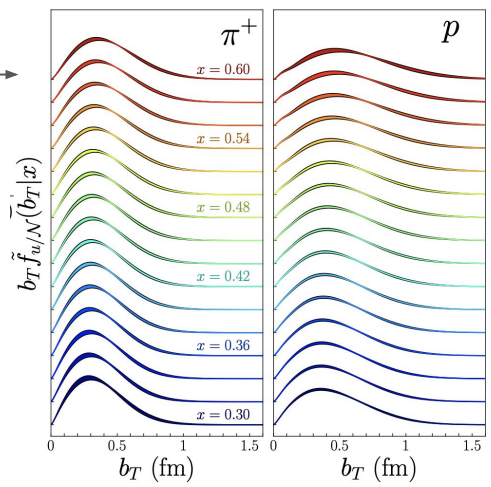 π⁺
p
x = 0.60
x = 0.54
x = 0.48
x = 0.42
x = 0.36
x = 0.30
b_T f̃_{u/N}(b_T|x)
0 0.5 1 1.5 0 0.5 1 1.5
b_T (fm) b_T (fm)